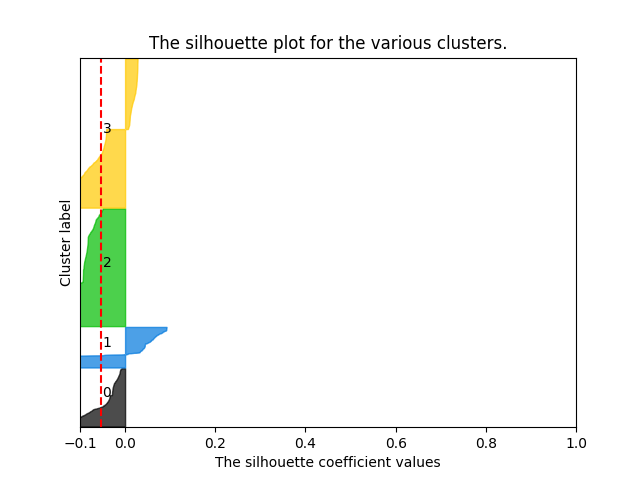 The silhouette plot for the various clusters.
Cluster label
3
2
1
0
−0.1 0.0 0.2 0.4 0.6 0.8 1.0
The silhouette coefficient values